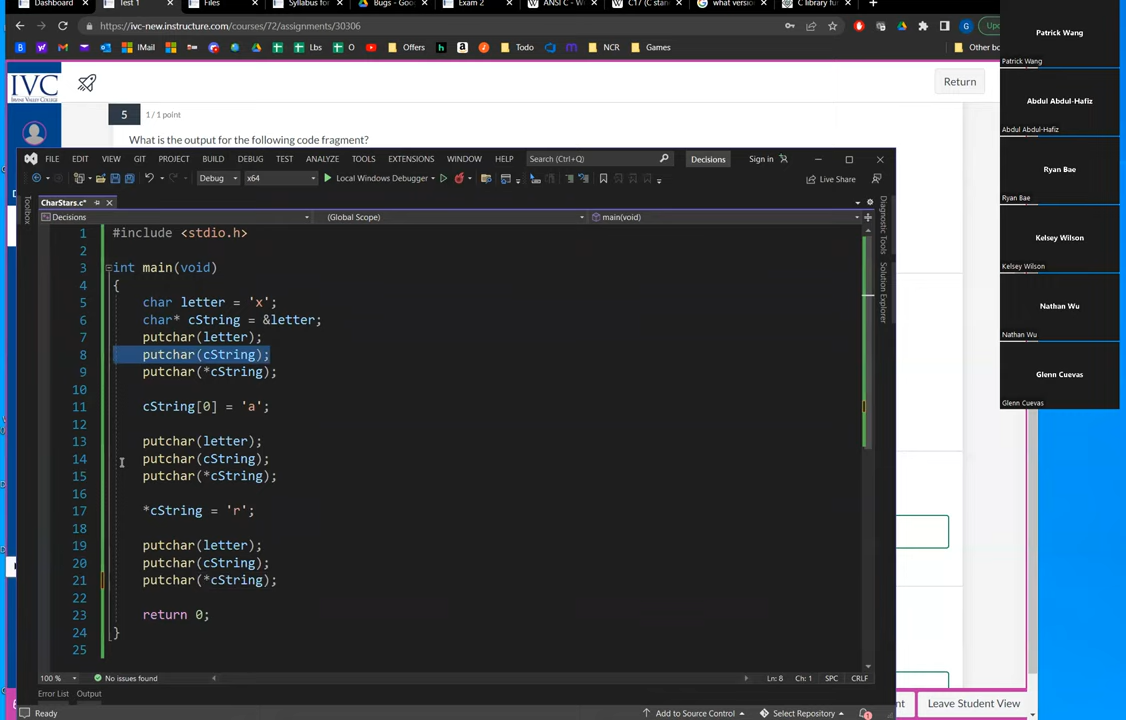 Dashboard Test 1 Files Syllabus for Bugs - Goo Exam 2 ANSI C - W C17 (C stan what version C library fun
https://ivc-new.instructure.com/courses/72/assignments/30306
IMail Lbs O Offers Todo NCR Games Other bo
IVC
Return
5 1 / 1 point
What is the output for the following code fragment?
FILE EDIT VIEW GIT PROJECT BUILD DEBUG TEST ANALYZE TOOLS EXTENSIONS WINDOW HELP Search (Ctrl+Q) Decisions Sign in
Debug x64 Local Windows Debugger Live Share
CharStars.c*
Decisions (Global Scope) main(void)
Toolbox
Diagnostic Tools
Solution Explorer
1 #include <stdio.h>
2
3 int main(void)
4 {
5 char letter = 'x';
6 char* cString = &letter;
7 putchar(letter);
8 putchar(cString);
9 putchar(*cString);
10
11 cString[0] = 'a';
12
13 putchar(letter);
14 putchar(cString);
15 putchar(*cString);
16
17 *cString = 'r';
18
19 putchar(letter);
20 putchar(cString);
21 putchar(*cString);
22
23 return 0;
24 }
25
100 % No issues found Ln: 8 Ch: 1 SPC CRLF
Error List Output
Ready Add to Source Control Select Repository
nt Leave Student View
Patrick Wang
Patrick Wang
Abdul Abdul-Hafiz
Abdul Abdul-Hafiz
Ryan Bae
Ryan Bae
Kelsey Wilson
Kelsey Wilson
Nathan Wu
Nathan Wu
Glenn Cuevas
Glenn Cuevas